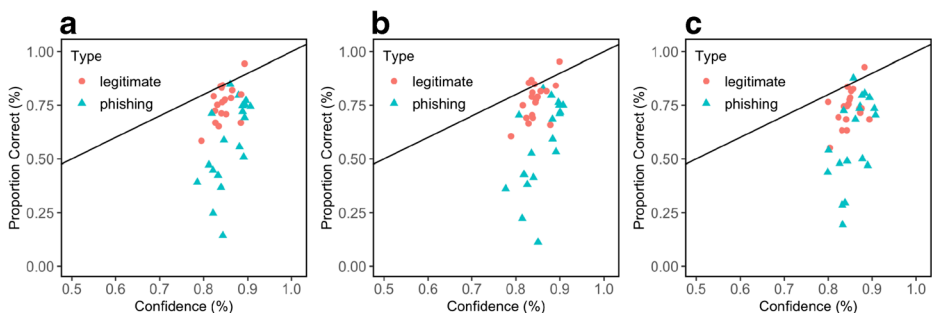 a
Type
legitimate
phishing
1.00
0.75
0.50
0.25
0.00
Proportion Correct (%)
0.5 0.6 0.7 0.8 0.9 1.0
Confidence (%)
b
Type
legitimate
phishing
1.00
0.75
0.50
0.25
0.00
Proportion Correct (%)
0.5 0.6 0.7 0.8 0.9 1.0
Confidence (%)
c
Type
legitimate
phishing
1.00
0.75
0.50
0.25
0.00
Proportion Correct (%)
0.5 0.6 0.7 0.8 0.9 1.0
Confidence (%)